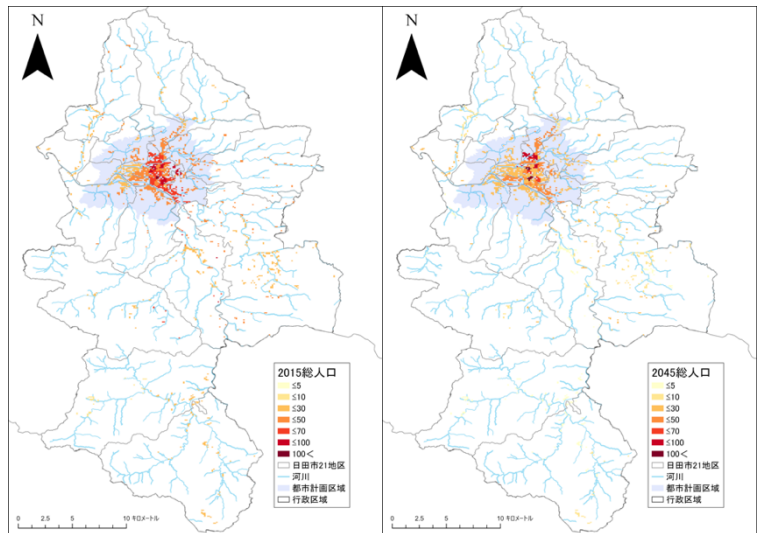 N
2015総人口
≤5
≤10
≤30
≤50
≤70
≤100
100<
日田市21地区
河川
都市計画区域
行政区域
0 2.5 5 10 キロメートル
N
2045総人口
≤5
≤10
≤30
≤50
≤70
≤100
100<
日田市21地区
河川
都市計画区域
行政区域
0 2.5 5 10 キロメートル